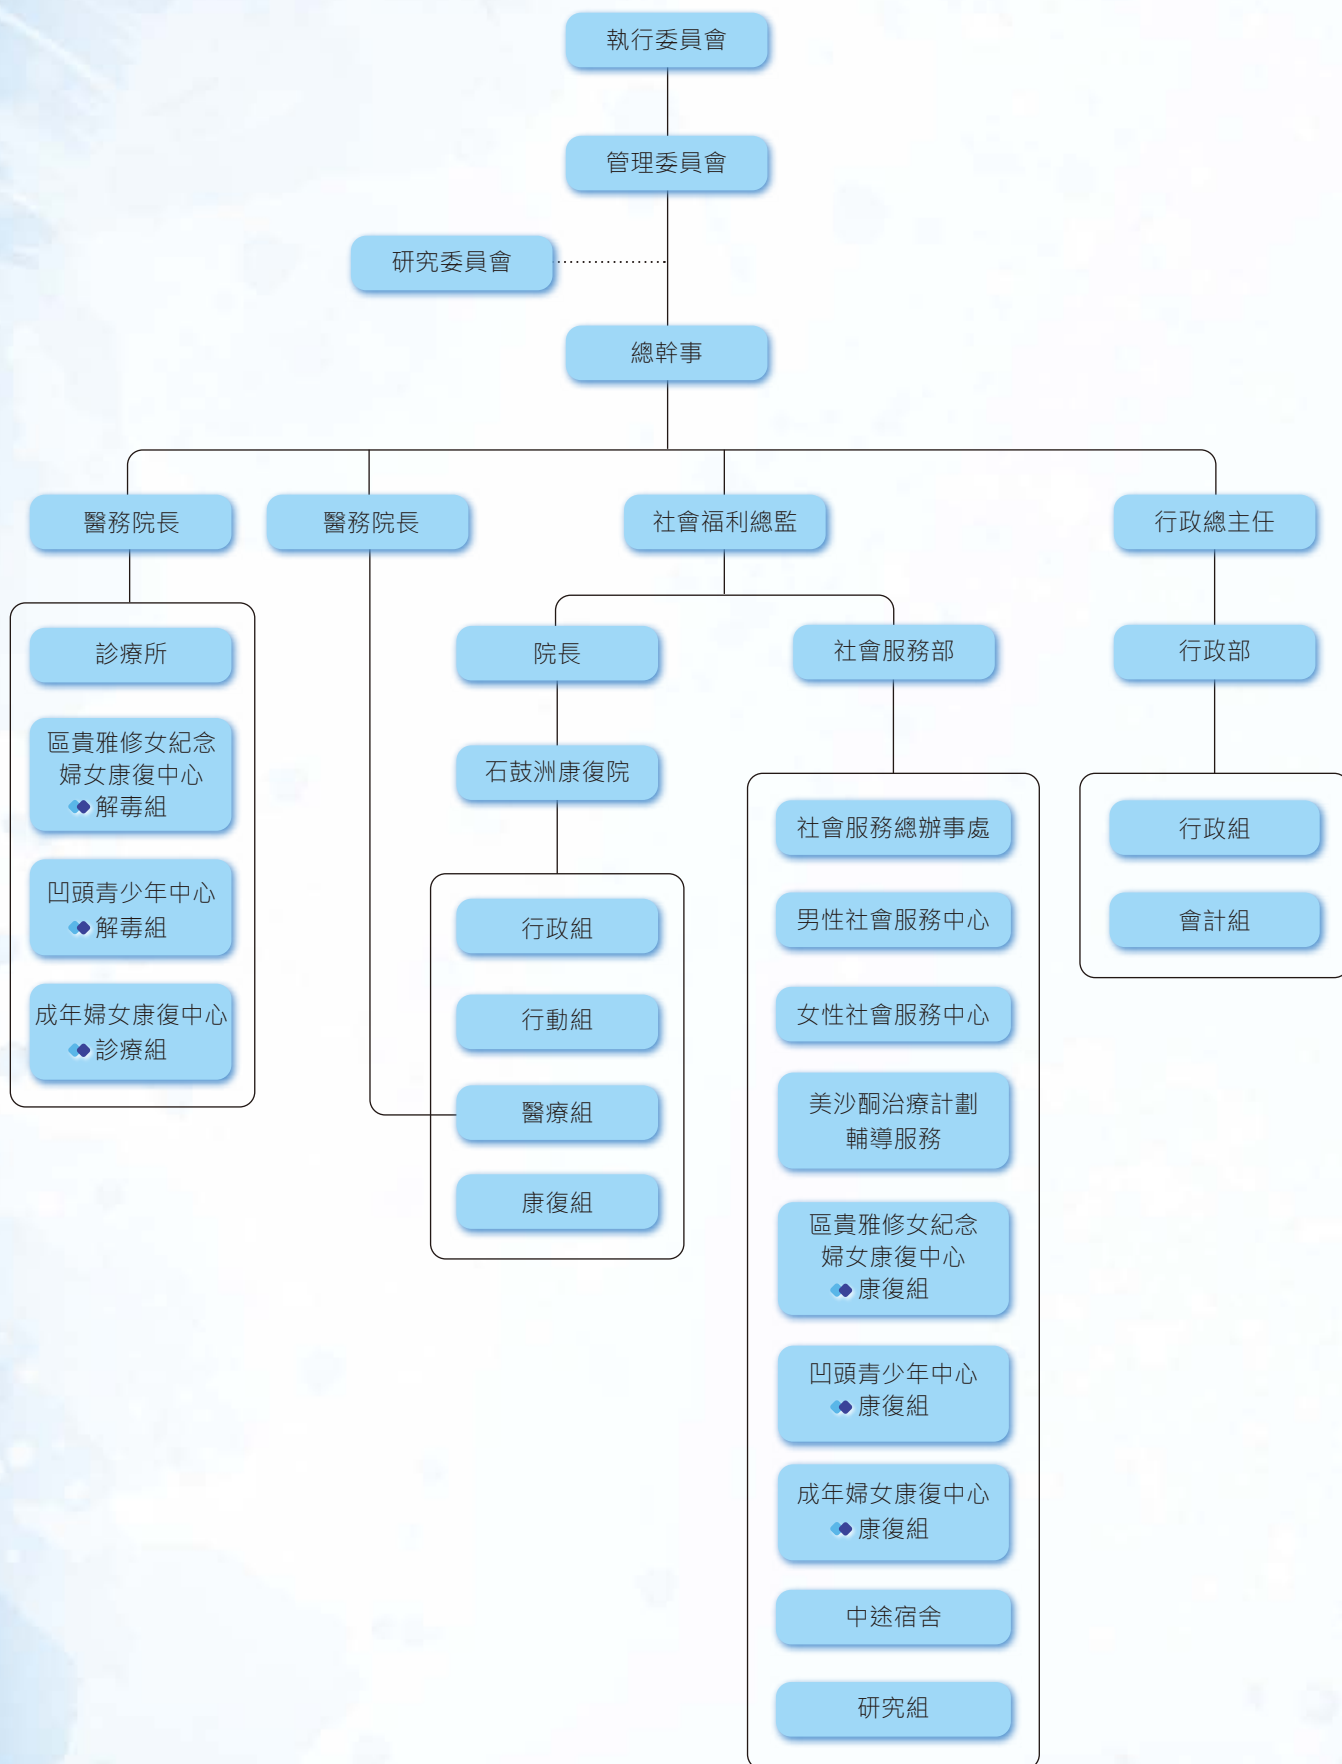 執行委員會
管理委員會
研究委員會
總幹事
醫務院長
醫務院長
社會福利總監
行政總主任
診療所
區貴雅修女紀念
婦女康復中心
解毒組
凹頭青少年中心
解毒組
成年婦女康復中心
診療組
院長
石鼓洲康復院
行政組
行動組
醫療組
康復組
社會服務部
社會服務總辦事處
男性社會服務中心
女性社會服務中心
美沙酮治療計劃
輔導服務
區貴雅修女紀念
婦女康復中心
康復組
凹頭青少年中心
康復組
成年婦女康復中心
康復組
中途宿舍
研究組
行政部
行政組
會計組